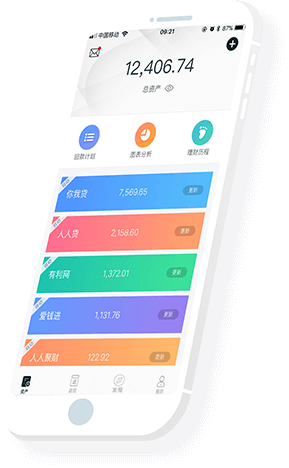 中国移动 09:21 87%
12,406.74
总资产
回款计划 图表分析 理财历程
你我贷 7,569.65 更新
人人贷 2,158.60 更新
有利网 1,372.01 更新
爱钱进 1,131.76 更新
人人聚财 122.92 更新
资产